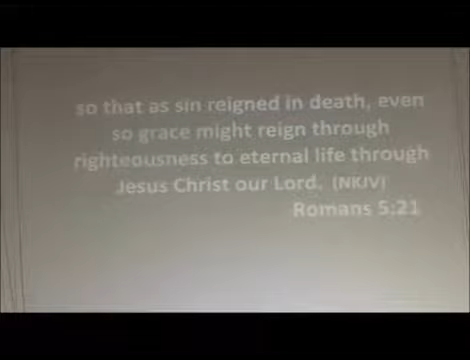 so that as sin reigned in death, even
so grace might reign through
righteousness to eternal life through
Jesus Christ our Lord. (NKJV)
Romans 5:21